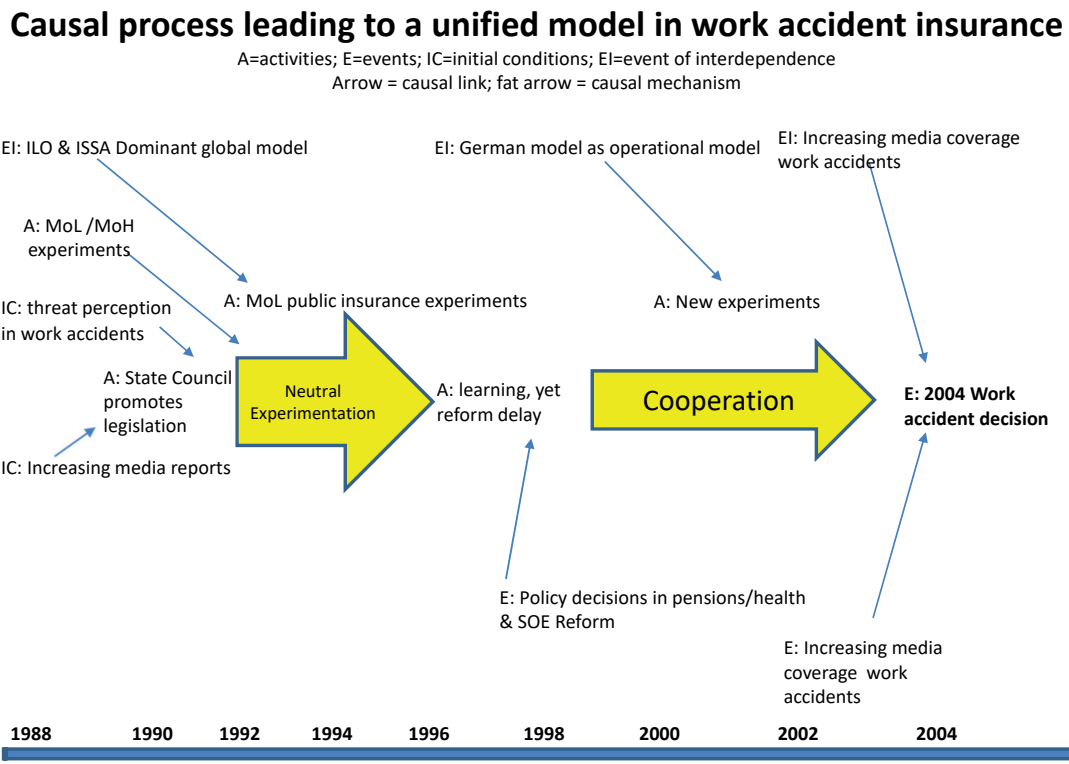 Causal process leading to a unified model in work accident insurance
A=activities; E=events; IC=initial conditions; EI=event of interdependence
Arrow = causal link; fat arrow = causal mechanism
EI: ILO & ISSA Dominant global model
EI: German model as operational model
EI: Increasing media coverage
work accidents
A: MoL /MoH
experiments
IC: threat perception
in work accidents
A: MoL public insurance experiments
A: New experiments
A: State Council
promotes
legislation
IC: Increasing media reports
Neutral
Experimentation
A: learning, yet
reform delay
Cooperation
E: 2004 Work
accident decision
E: Policy decisions in pensions/health
& SOE Reform
E: Increasing media
coverage  work
accidents
1988 1990 1992 1994 1996 1998 2000 2002 2004